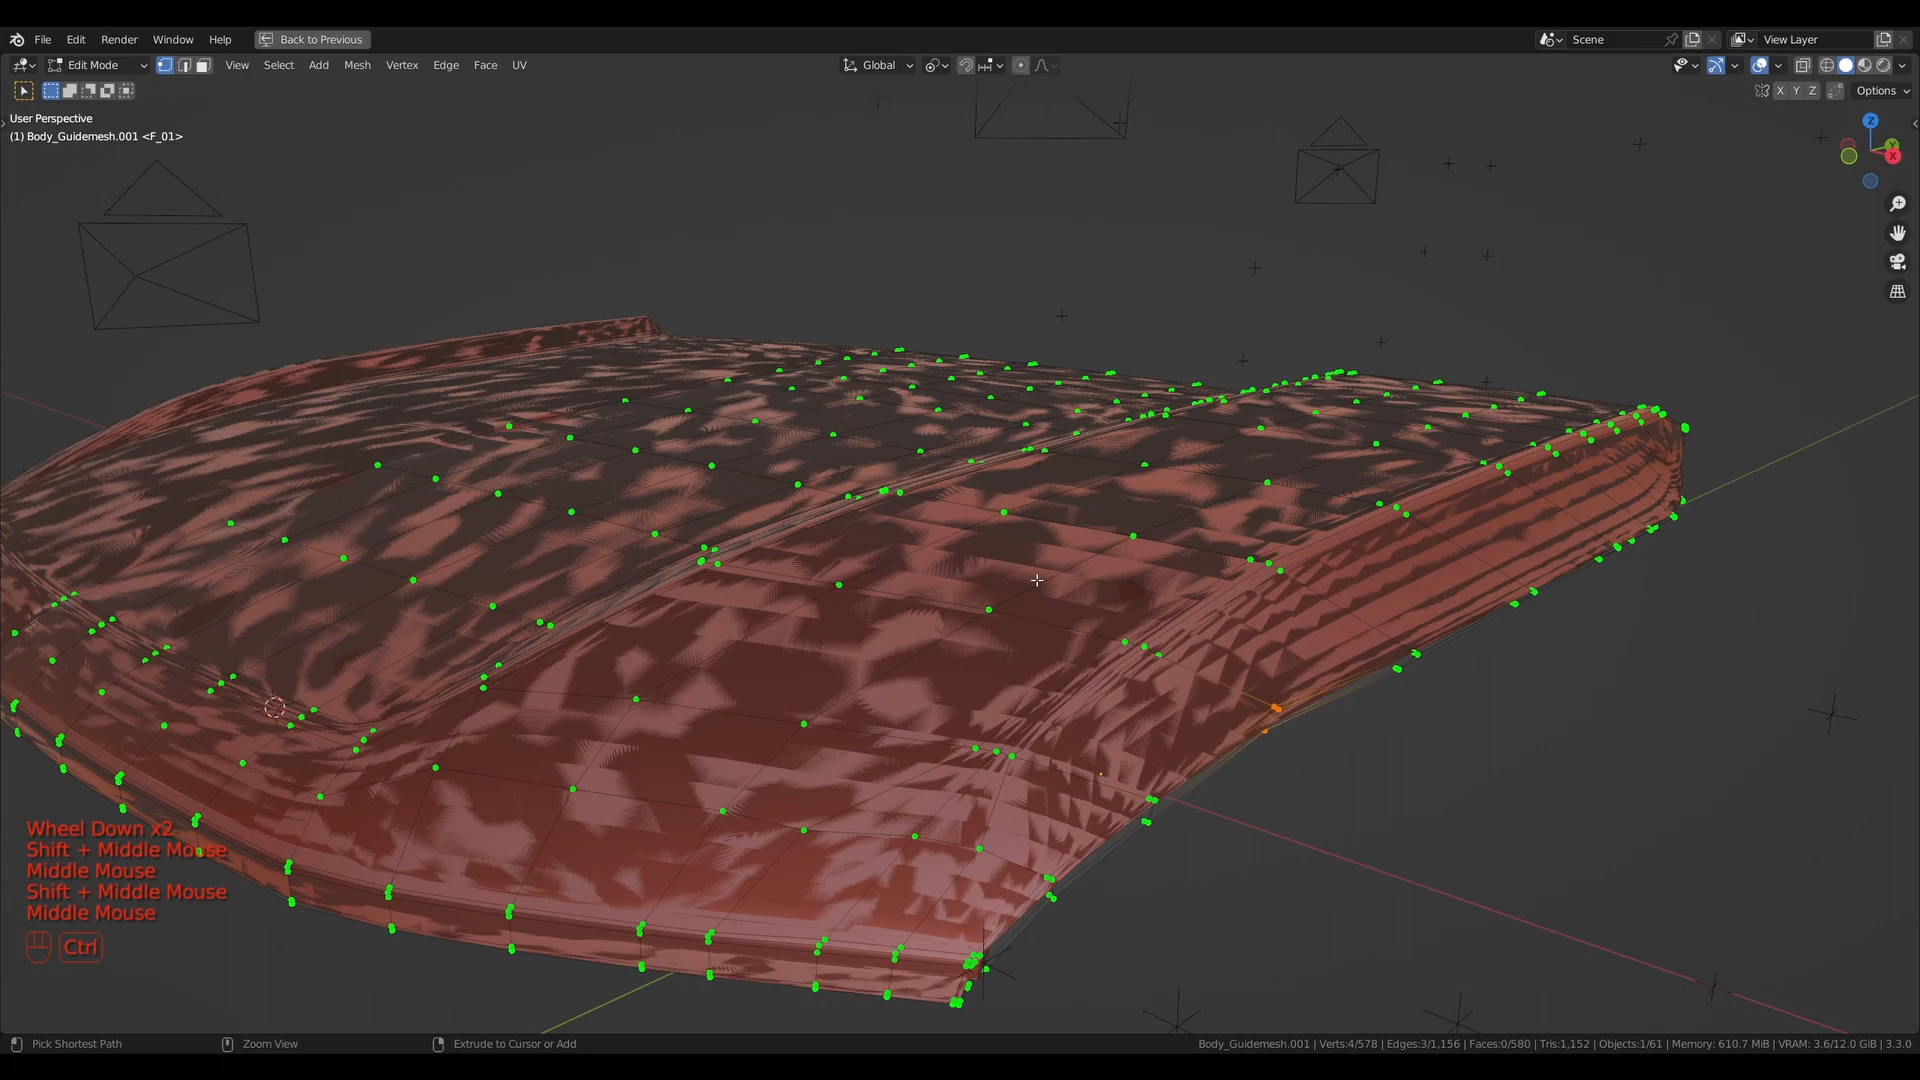 File Edit Render Window Help Back to Previous Scene View Layer
Edit Mode View Select Add Mesh Vertex Edge Face UV Global
X Y Z Options
User Perspective
(1) Body_Guidemesh.001 <F_01>
Z
Y
X
Wheel Down x2
Shift + Middle Mouse
Middle Mouse
Shift + Middle Mouse
Middle Mouse
Ctrl
Pick Shortest Path Zoom View Extrude to Cursor or Add Body_Guidemesh.001 | Verts:4/578 | Edges:3/1,156 | Faces:0/580 | Tris:1,152 | Objects:1/61 | Memory: 610.7 MiB | VRAM: 3.6/12.0 GiB | 3.3.0